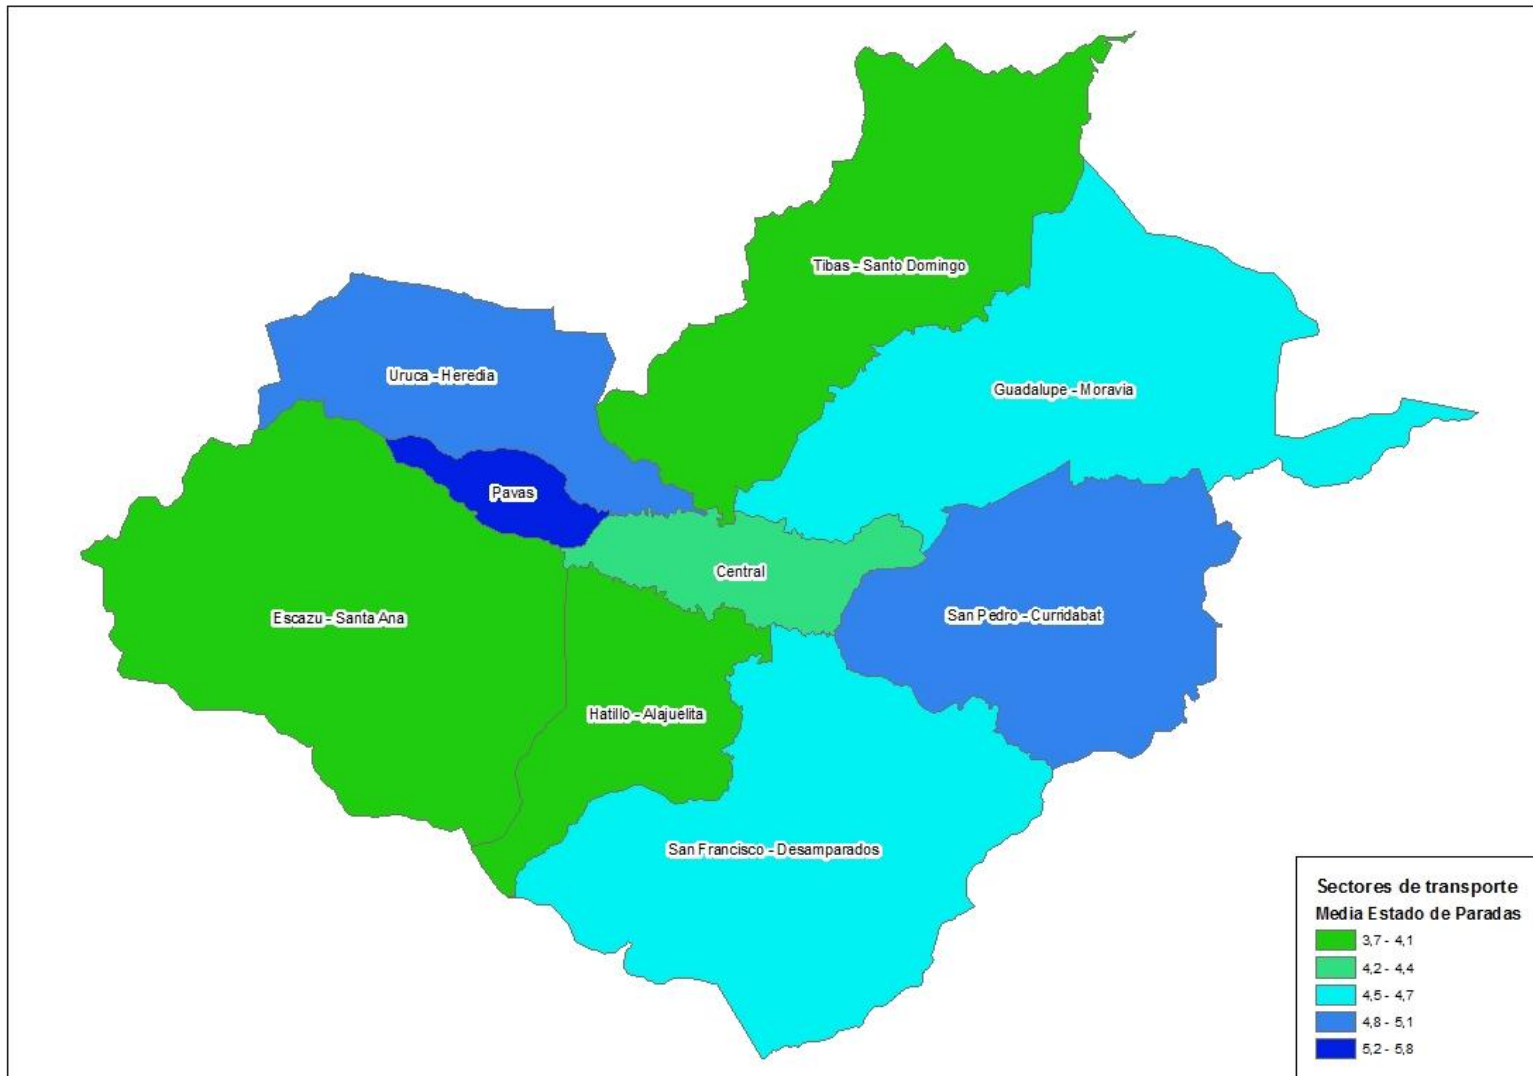 Tibas - Santo Domingo
Uruca - Heredia
Guadalupe - Moravia
Pavas
Central
Escazu - Santa Ana
San Pedro - Curridabat
Hatillo - Alajuelita
San Francisco - Desamparados
Sectores de transporte
Media Estado de Paradas
3,7 - 4,1
4,2 - 4,4
4,5 - 4,7
4,8 - 5,1
5,2 - 5,8